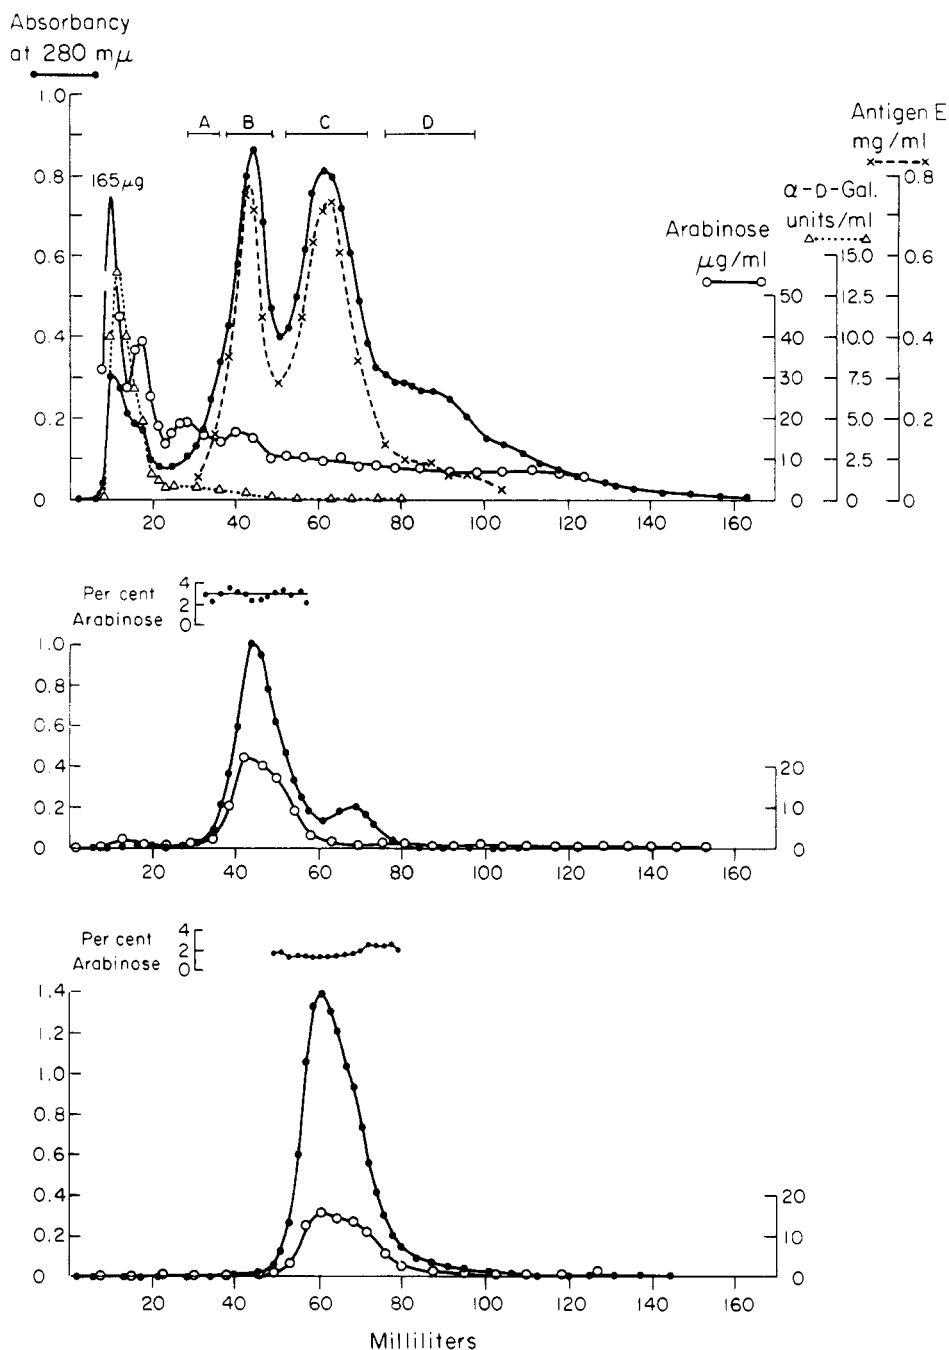 Absorbancy
at 280 mμ
Antigen E
mg/ml
x----x
α-D-Gal.
units/ml
Arabinose
μg/ml
A B C D
165μg
1.0
0.8
0.6
0.4
0.2
0
50
40
30
20
10
0
15.0
12.5
10.0
7.5
5.0
2.5
0
0.8
0.6
0.4
0.2
0
20 40 60 80 100 120 140 160
Per cent
Arabinose
4
2
0
1.0
0.8
0.6
0.4
0.2
0
20
10
0
20 40 60 80 100 120 140 160
Per cent
Arabinose
4
2
0
1.4
1.2
1.0
0.8
0.6
0.4
0.2
0
20
10
0
20 40 60 80 100 120 140 160
Milliliters